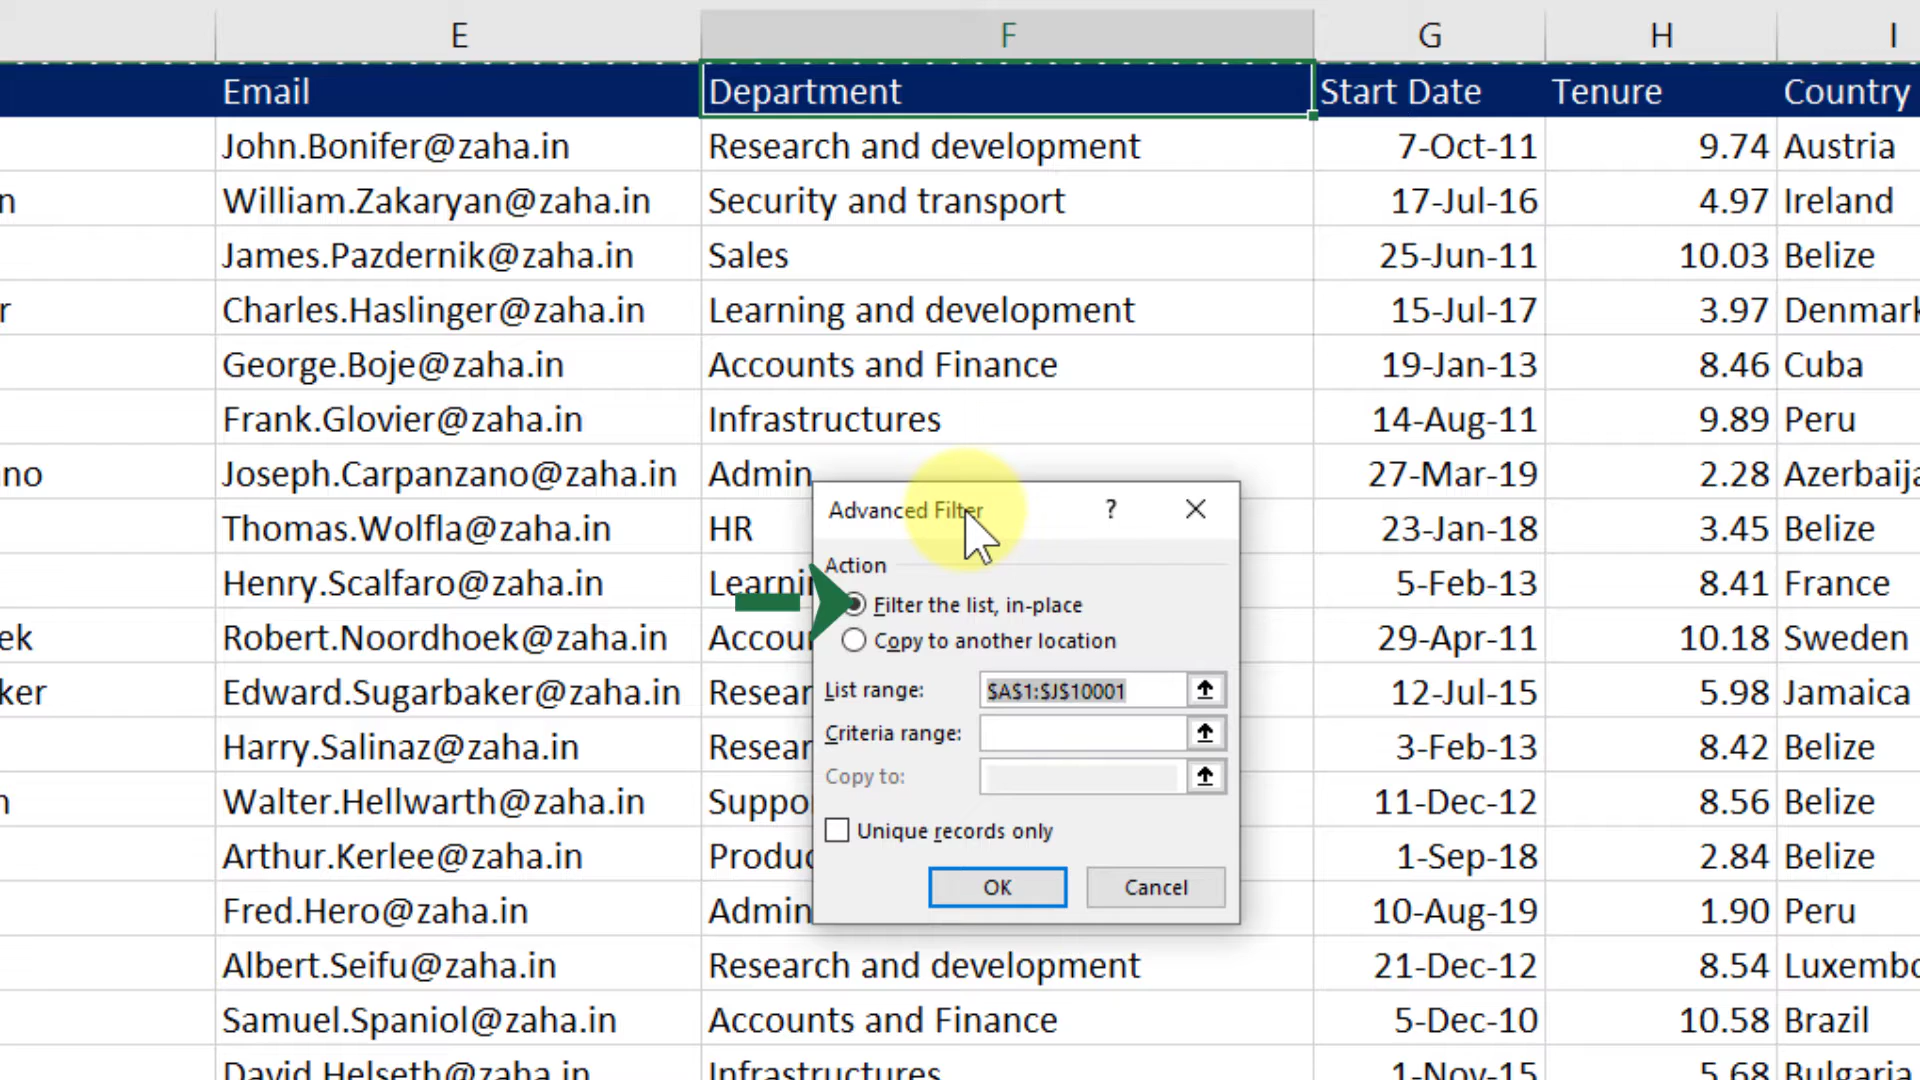 E F G H I
Email Department Start Date Tenure Country
John.Bonifer@zaha.in Research and development 7-Oct-11 9.74 Austria
n William.Zakaryan@zaha.in Security and transport 17-Jul-16 4.97 Ireland
James.Pazdernik@zaha.in Sales 25-Jun-11 10.03 Belize
r Charles.Haslinger@zaha.in Learning and development 15-Jul-17 3.97 Denmark
George.Boje@zaha.in Accounts and Finance 19-Jan-13 8.46 Cuba
Frank.Glovier@zaha.in Infrastructures 14-Aug-11 9.89 Peru
no Joseph.Carpanzano@zaha.in Admin 27-Mar-19 2.28 Azerbaija
Thomas.Wolfla@zaha.in HR 23-Jan-18 3.45 Belize
Henry.Scalfaro@zaha.in Learnin 5-Feb-13 8.41 France
ek Robert.Noordhoek@zaha.in Accou 29-Apr-11 10.18 Sweden
ker Edward.Sugarbaker@zaha.in Resear 12-Jul-15 5.98 Jamaica
Harry.Salinaz@zaha.in Resear 3-Feb-13 8.42 Belize
n Walter.Hellwarth@zaha.in Suppo 11-Dec-12 8.56 Belize
Arthur.Kerlee@zaha.in Produc 1-Sep-18 2.84 Belize
Fred.Hero@zaha.in Admin 10-Aug-19 1.90 Peru
Albert.Seifu@zaha.in Research and development 21-Dec-12 8.54 Luxembo
Samuel.Spaniol@zaha.in Accounts and Finance 5-Dec-10 10.58 Brazil
David.Helseth@zaha.in Infrastructures 1-Nov-15 5.68 Bulgaria
Advanced Filter ?
Action
Filter the list, in-place
Copy to another location
List range: $A$1:$J$10001
Criteria range:
Copy to:
Unique records only
OK Cancel